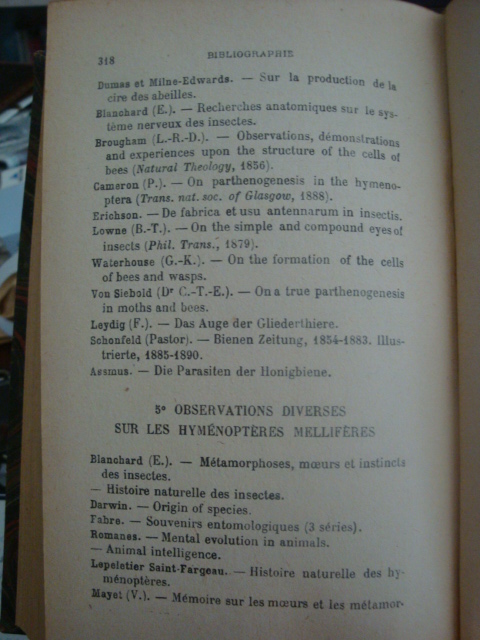 318
BIBLIOGRAPHIE
Dumas et Milne-Edwards. — Sur la production de la
cire des abeilles.
Blanchard (E.). — Recherches anatomiques sur le sys-
tème nerveux des insectes.
Brougham (L.-R.-D.). — Observations, démonstrations
and experiences upon the structure of the cells of
bees (Natural Theology, 1856).
Cameron (P.). — On parthenogenesis in the hymeno-
ptera (Trans. nat. soc. of Glasgow, 1888).
Erichson. — De fabrica et usu antennarum in insectis.
Lowne (B.-T.). — On the simple and compound eyes of
insects (Phil. Trans., 1879).
Waterhouse (G.-K.). — On the formation of the cells
of bees and wasps.
Von Siebold (Dr C.-T.-E.). — On a true parthenogenesis
in moths and bees.
Leydig (F.). — Das Auge der Gliederthiere.
Schonfeld (Pastor). — Bienen Zeitung, 1854-1883. Illus-
trierte, 1885-1890.
Assmus. — Die Parasiten der Honigbiene.
5° OBSERVATIONS DIVERSES
SUR LES HYMÉNOPTÈRES MELLIFÈRES
Blanchard (E.). — Métamorphoses, mœurs et instincts
des insectes.
— Histoire naturelle des insectes.
Darwin. — Origin of species.
Fabre. — Souvenirs entomologiques (3 séries).
Romanes. — Mental evolution in animals.
— Animal intelligence.
Lepeletier Saint-Fargeau. — Histoire naturelle des hy-
ménoptères.
Mayet (V.). — Mémoire sur les mœurs et les métamor-